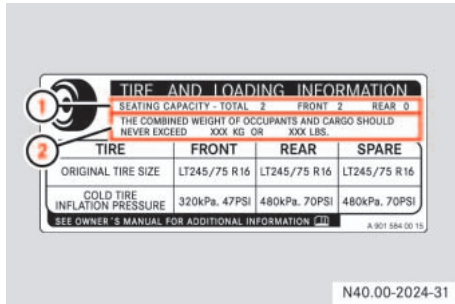 TIRE AND LOADING INFORMATION
1
SEATING CAPACITY - TOTAL 2 FRONT 2 REAR 0
2
THE COMBINED WEIGHT OF OCCUPANTS AND CARGO SHOULD
NEVER EXCEED XXX KG OR XXX LBS.
TIRE FRONT REAR SPARE
ORIGINAL TIRE SIZE LT245/75 R16 LT245/75 R16 LT245/75 R16
COLD TIRE
INFLATION PRESSURE 320kPa. 47PSI 480kPa. 70PSI 480kPa. 70PSI
SEE OWNER'S MANUAL FOR ADDITIONAL INFORMATION
A 901 584 00 15
N40.00-2024-31